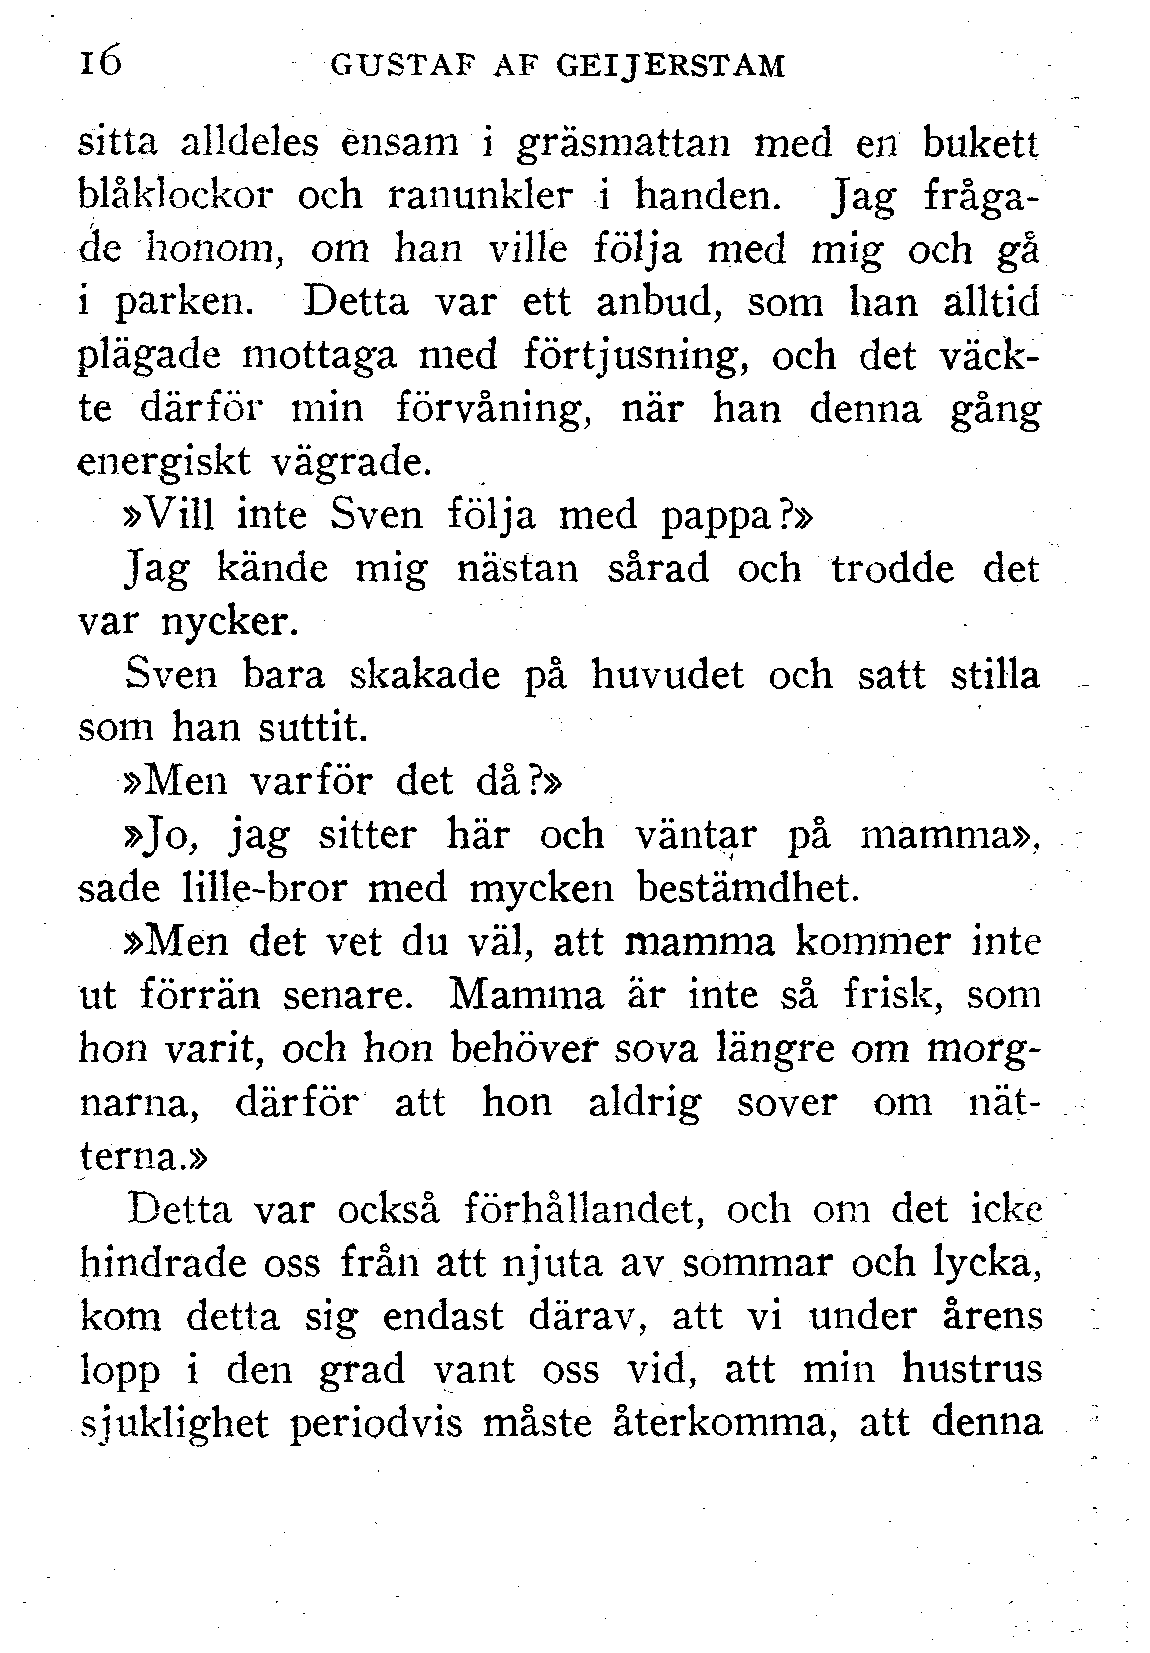 16 GUSTAF AF GEIJERSTAM
sitta alldeles ensam i gräsmattan med en bukett
blåklockor och ranunkler i handen. Jag fråga-
de honom, om han ville följa med mig och gå
i parken. Detta var ett anbud, som han alltid
plägade mottaga med förtjusning, och det väck-
te därför min förvåning, när han denna gång
energiskt vägrade.
»Vill inte Sven följa med pappa?»
Jag kände mig nästan sårad och trodde det
var nycker.
Sven bara skakade på huvudet och satt stilla
som han suttit.
»Men varför det då?»
»Jo, jag sitter här och väntar på mamma»,
sade lille-bror med mycken bestämdhet.
»Men det vet du väl, att mamma kommer inte
ut förrän senare. Mamma är inte så frisk, som
hon varit, och hon behöver sova längre om morg-
narna, därför att hon aldrig sover om nät-
terna.»
Detta var också förhållandet, och om det icke
hindrade oss från att njuta av sommar och lycka,
kom detta sig endast därav, att vi under årens
lopp i den grad vant oss vid, att min hustrus
sjuklighet periodvis måste återkomma, att denna